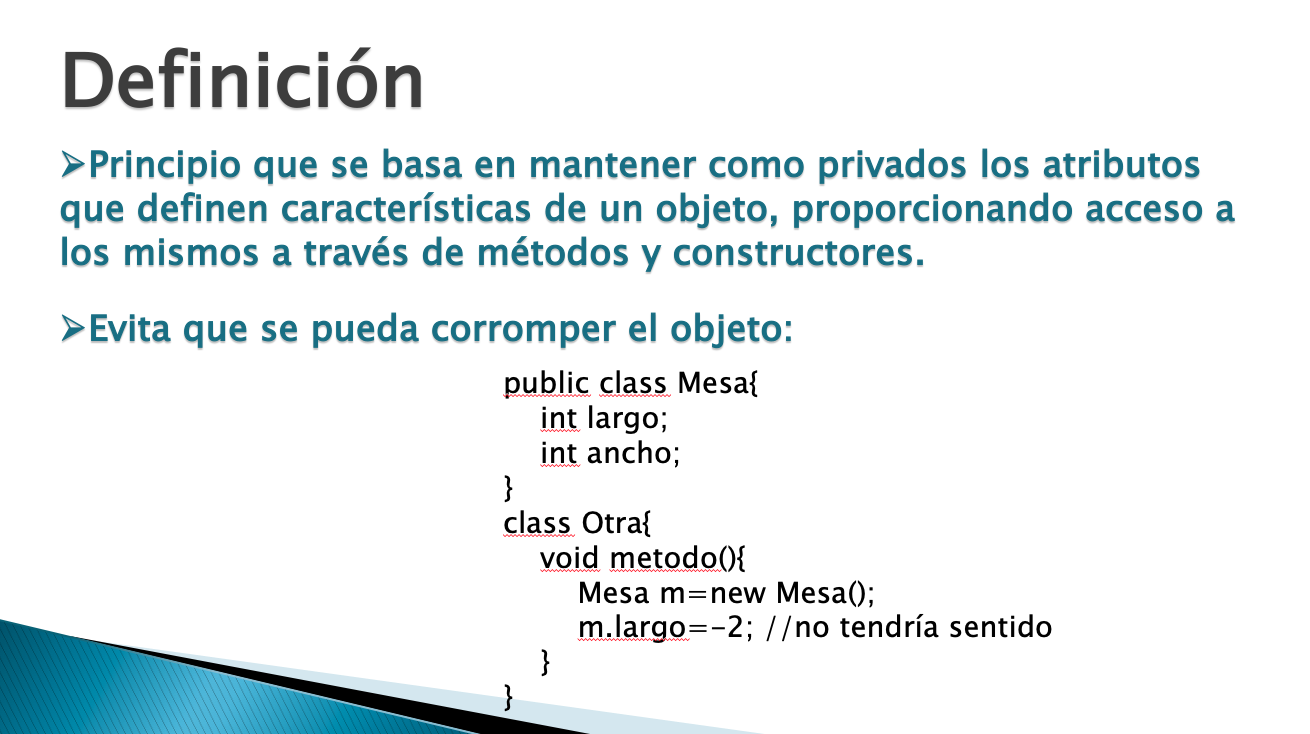 Definición
➢Principio que se basa en mantener como privados los atributos
que definen características de un objeto, proporcionando acceso a
los mismos a través de métodos y constructores.
➢Evita que se pueda corromper el objeto:
public class Mesa{
int largo;
int ancho;
}
class Otra{
void metodo(){
Mesa m=new Mesa();
m.largo=-2; //no tendría sentido
}
}